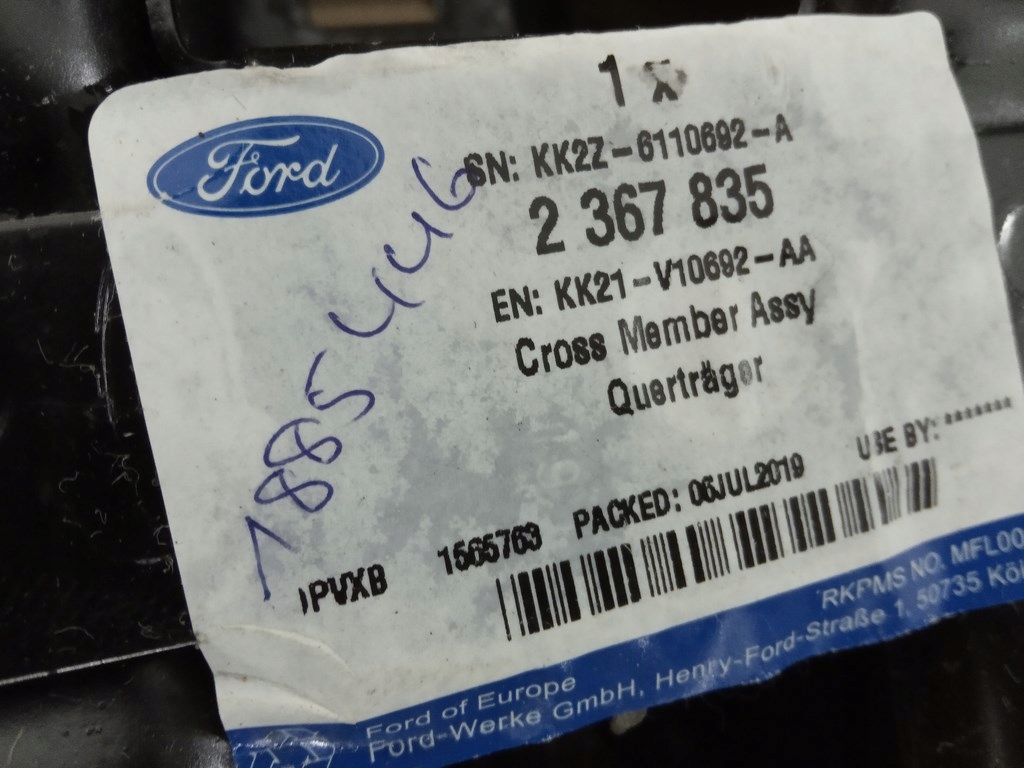 1 x
Ford
SN: KK2Z-6110692-A
2 367 835
EN: KK21-V10692-AA
Cross Member Assy
Querträger
7885446
PVXB 1565763 PACKED: 06JUL2019 USE BY: *******
RKPMS NO. MFL00
Ford of Europe
Ford-Werke GmbH, Henry-Ford-Straße 1, 50735 Köl